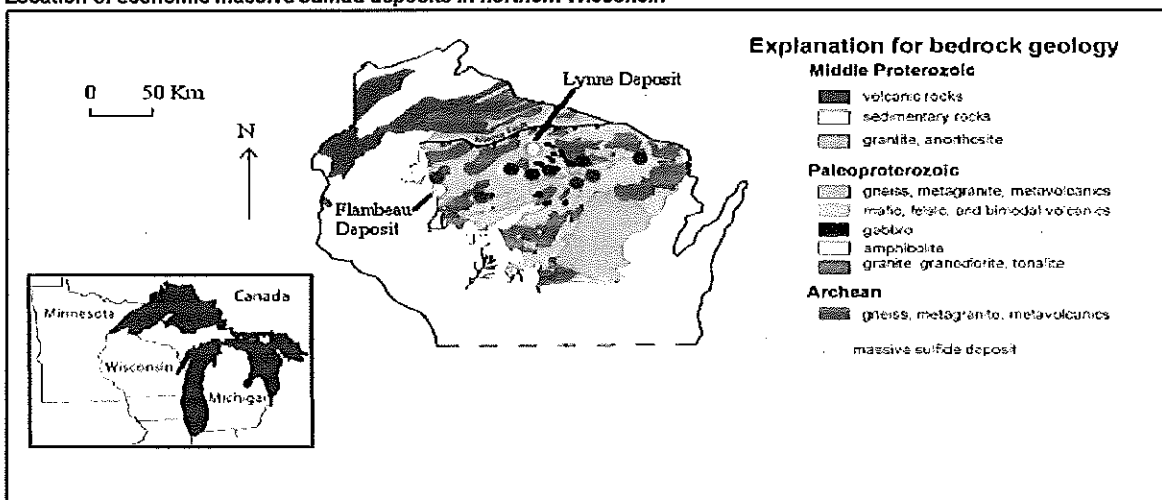 Location of economic massive sulfide deposits in northern Wisconsin
Explanation for bedrock geology
Middle Proterozoic
volcanic rocks
sedimentary rocks
granite, anorthosite
Paleoproterozoic
gneiss, metagranite, metavolcanics
mafic, felsic, and bimodal volcanics
gabbro
amphibolite
granite, granodiorite, tonalite
Archean
gneiss, metagranite, metavolcanics
massive sulfide deposit
0 50 Km
N
Lynne Deposit
Flambeau
Deposit
Canada
Minnesota
Wisconsin
Michigan